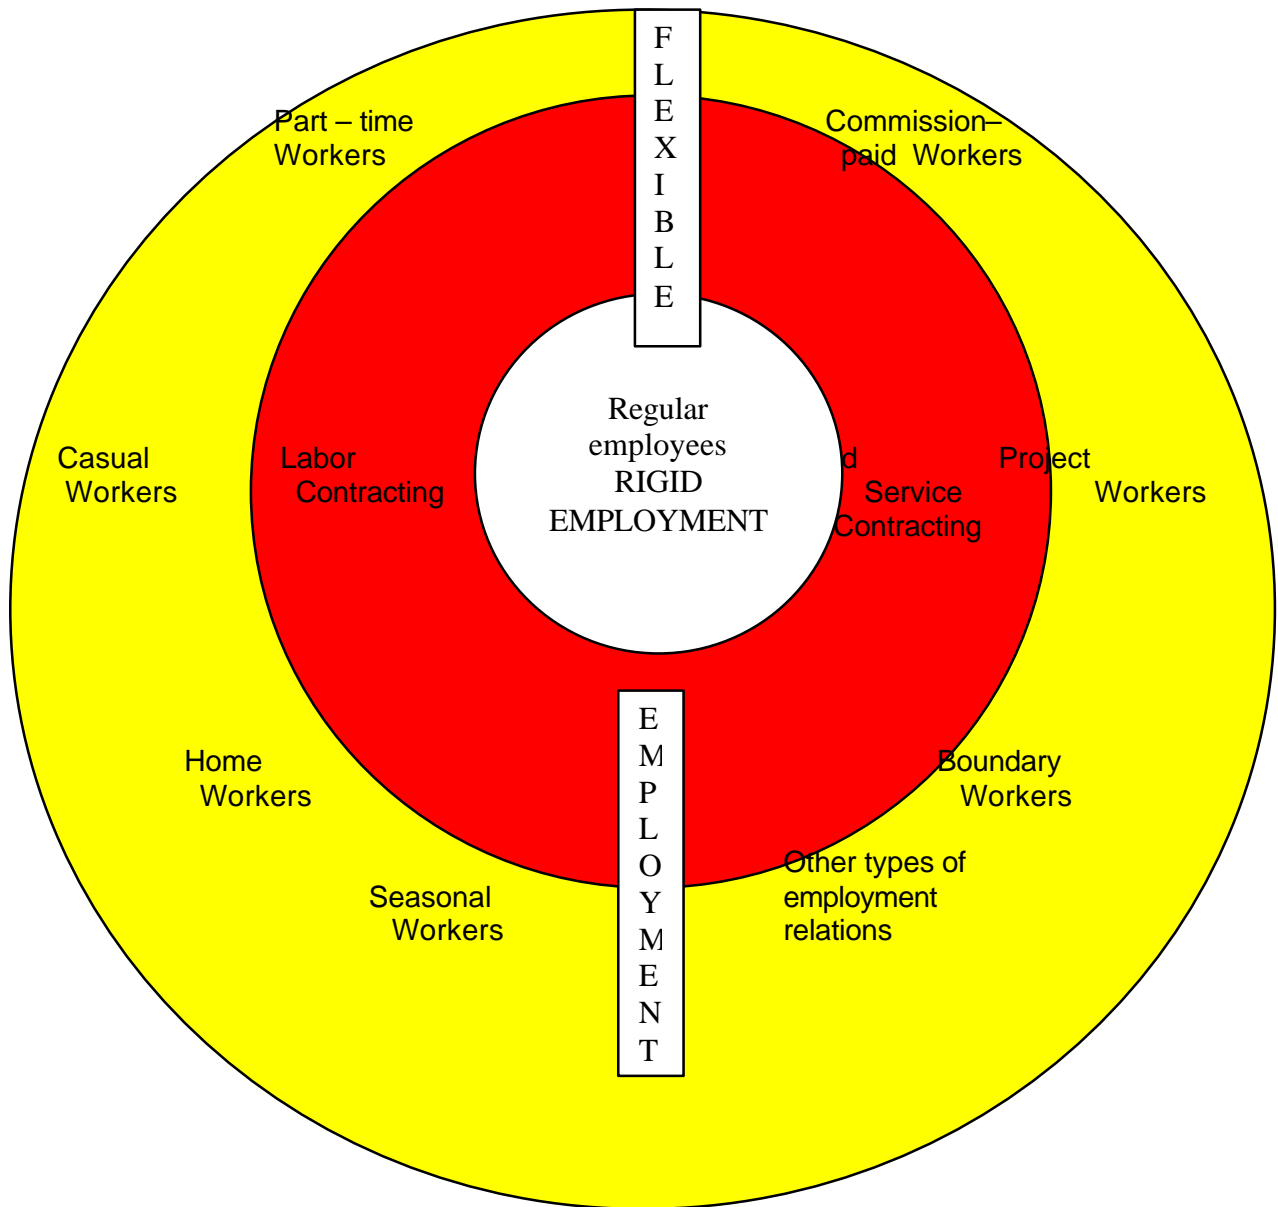 F
L
E
X
I
B
L
E
Part – time
Workers
Commission–
paid Workers
Regular
employees
RIGID
EMPLOYMENT
Casual
Workers
Labor
Contracting
d
Service
Contracting
Project
Workers
E
M
P
L
O
Y
M
E
N
T
Home
Workers
Boundary
Workers
Seasonal
Workers
Other types of
employment
relations